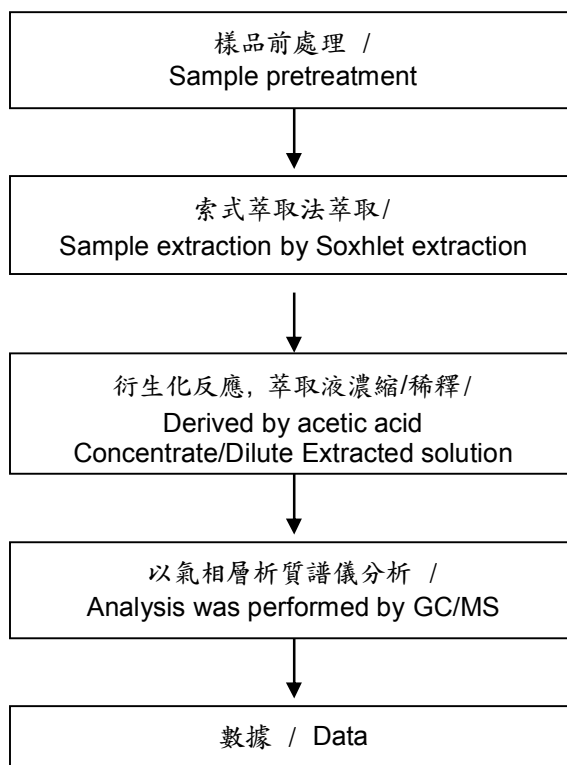 樣品前處理 /
Sample pretreatment
索式萃取法萃取/
Sample extraction by Soxhlet extraction
衍生化反應, 萃取液濃縮/稀釋/
Derived by acetic acid
Concentrate/Dilute Extracted solution
以氣相層析質譜儀分析 /
Analysis was performed by GC/MS
數據 / Data